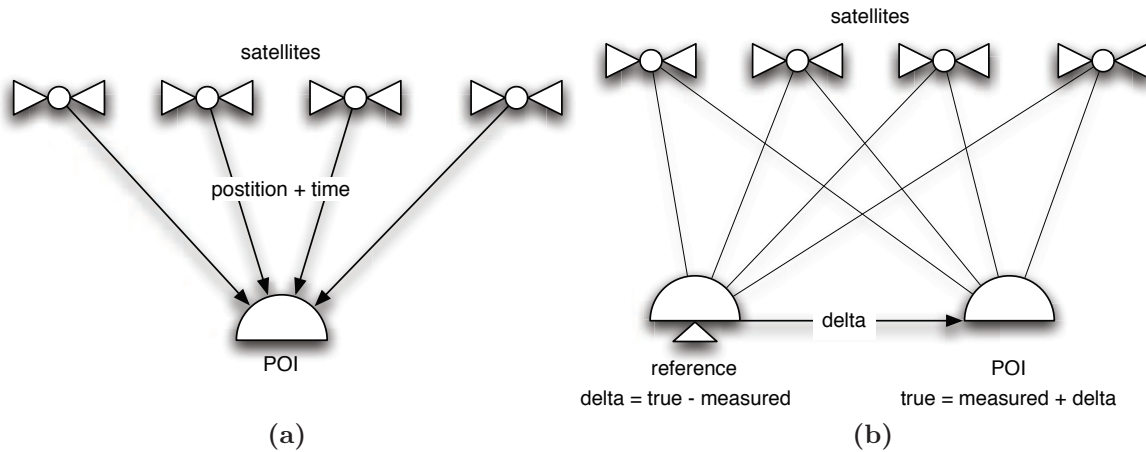 satellites
postition + time
POI
(a)
satellites
delta
reference
delta = true - measured
POI
true = measured + delta
(b)